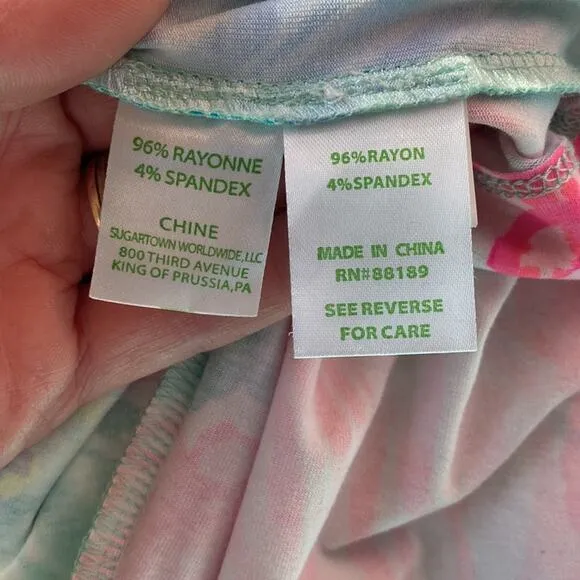 96% RAYONNE
4% SPANDEX
CHINE
SUGARTOWN WORLDWIDE,LLC
800 THIRD AVENUE
KING OF PRUSSIA,PA
96%RAYON
4%SPANDEX
MADE IN CHINA
RN#88189
SEE REVERSE
FOR CARE